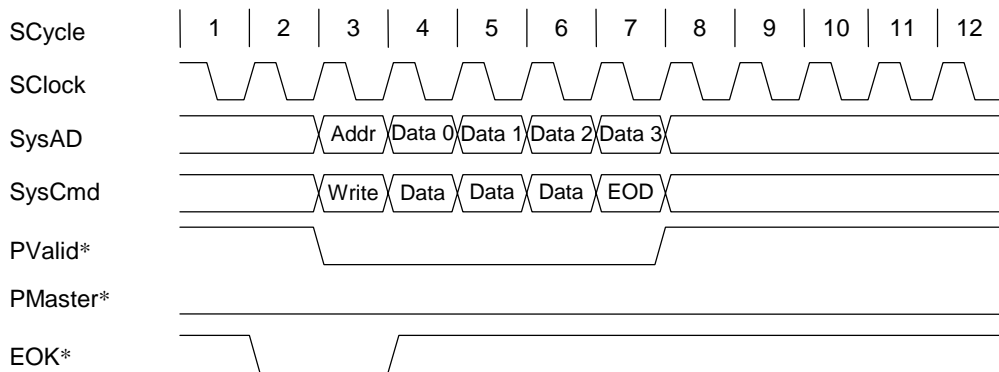 SCycle 1 2 3 4 5 6 7 8 9 10 11 12
SClock
SysAD Addr Data 0 Data 1 Data 2 Data 3
SysCmd Write Data Data Data EOD
PValid*
PMaster*
EOK*